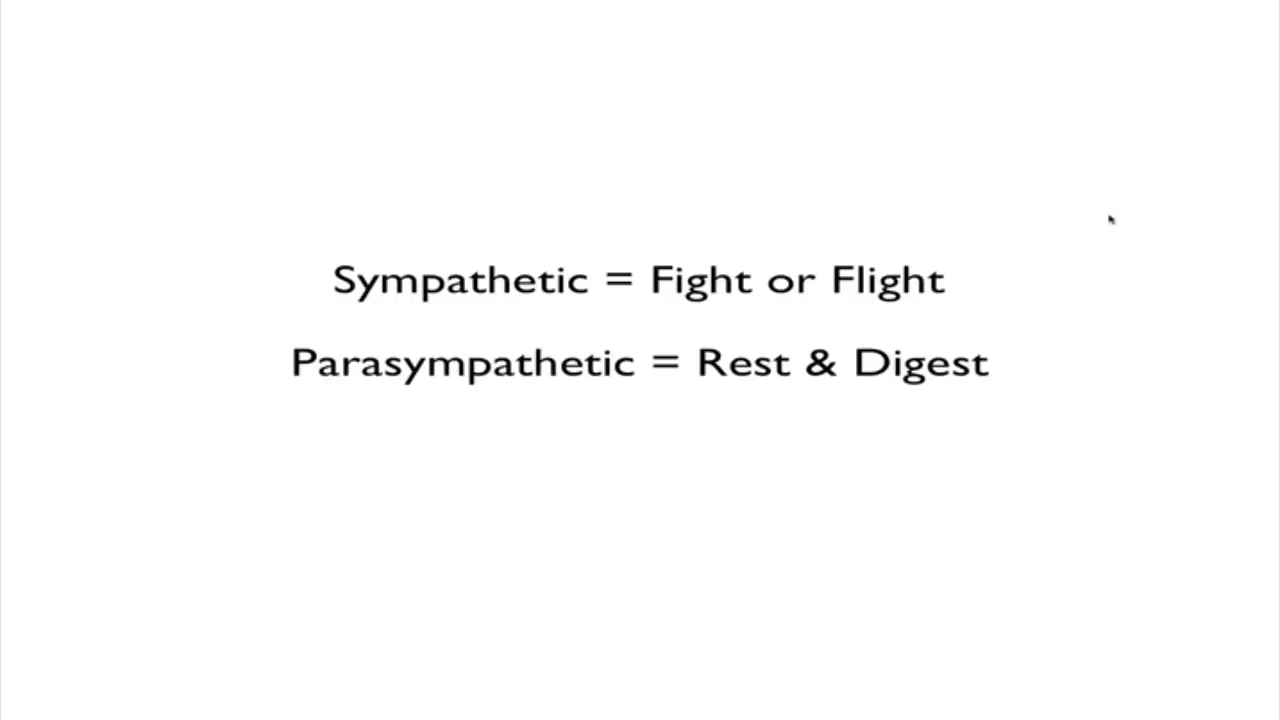 Sympathetic = Fight or Flight
Parasympathetic = Rest & Digest